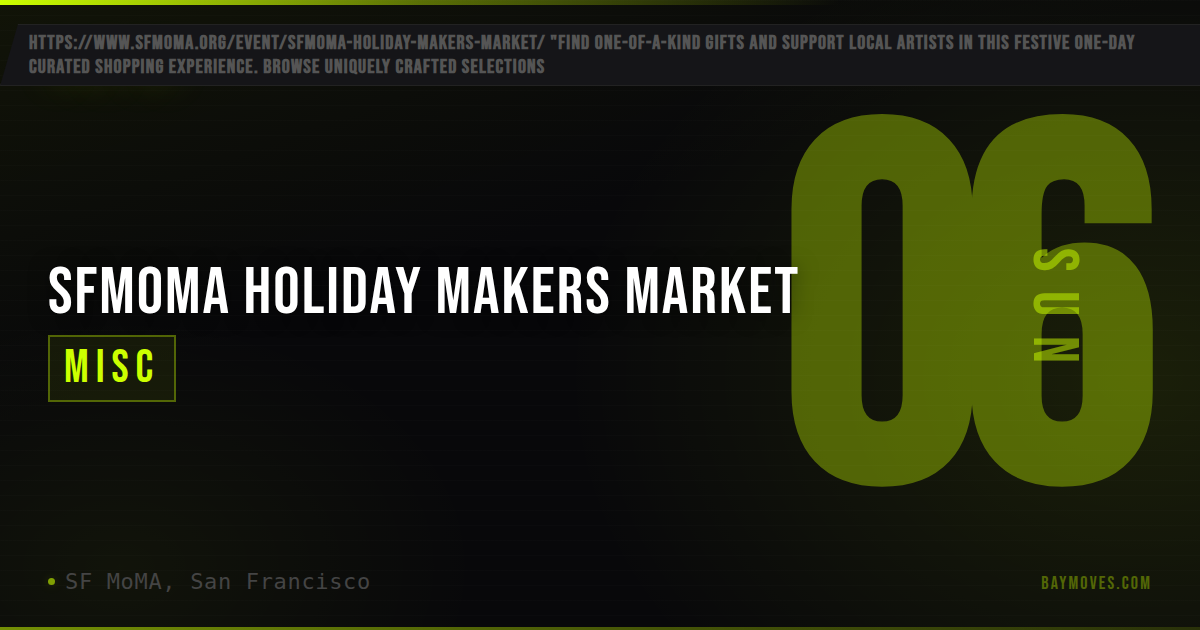 HTTPS://WWW.SFMOMA.ORG/EVENT/SFMOMA-HOLIDAY-MAKERS-MARKET/ "FIND ONE-OF-A-KIND GIFTS AND SUPPORT LOCAL ARTISTS IN THIS FESTIVE ONE-DAY
CURATED SHOPPING EXPERIENCE. BROWSE UNIQUELY CRAFTED SELECTIONS
06
SUN
SFMOMA HOLIDAY MAKERS MARKET
MISC
SF MoMA, San Francisco
BAYMOVES.COM